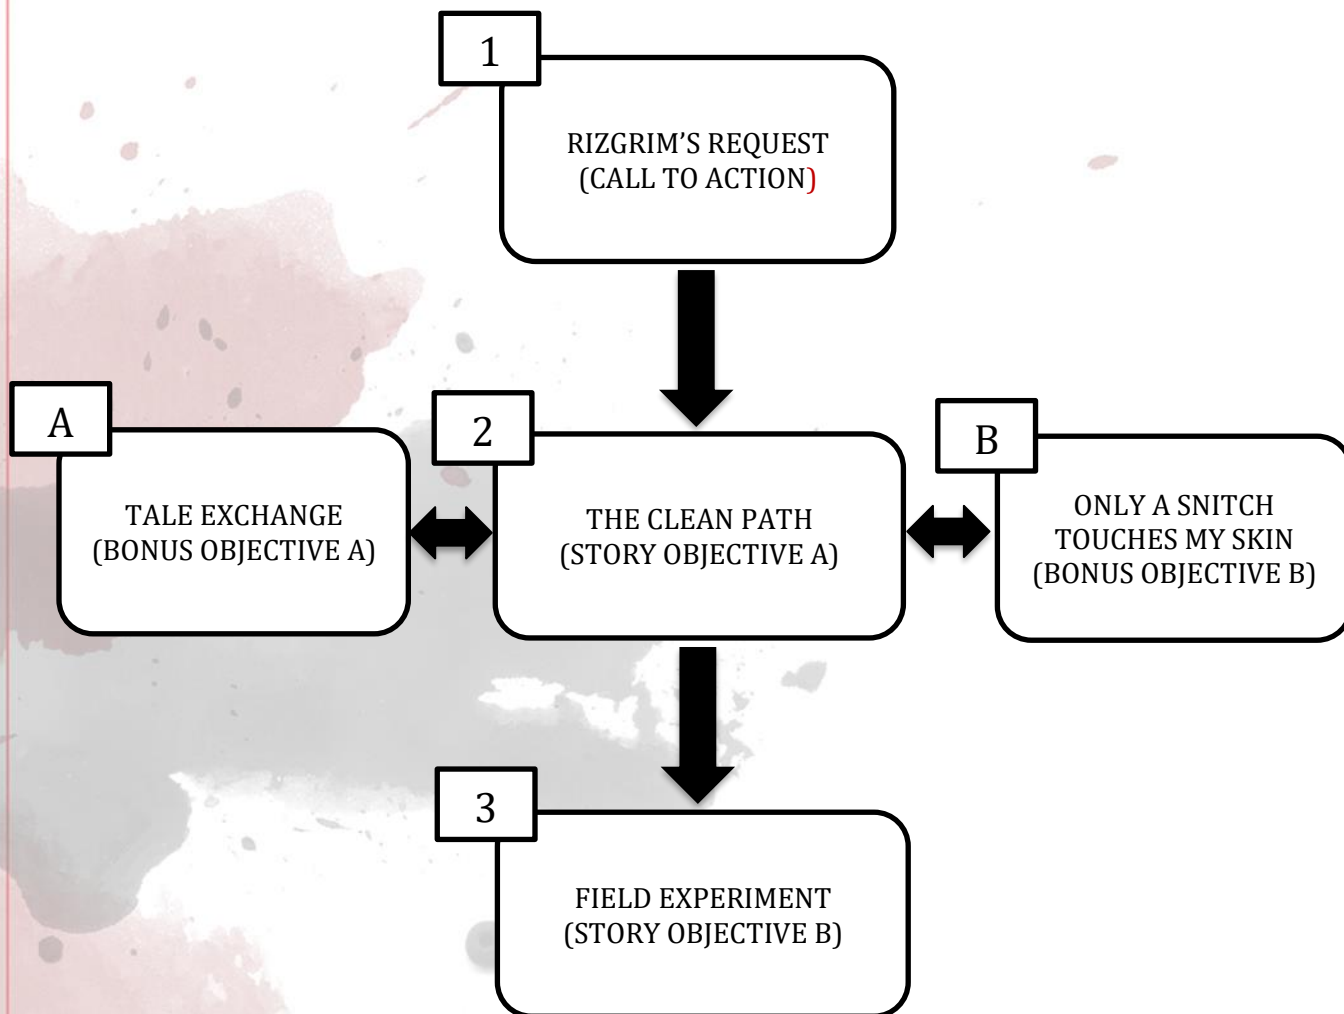 1
RIZGRIM’S REQUEST
(CALL TO ACTION)
A
TALE EXCHANGE
(BONUS OBJECTIVE A)
2
THE CLEAN PATH
(STORY OBJECTIVE A)
B
ONLY A SNITCH
TOUCHES MY SKIN
(BONUS OBJECTIVE B)
3
FIELD EXPERIMENT
(STORY OBJECTIVE B)